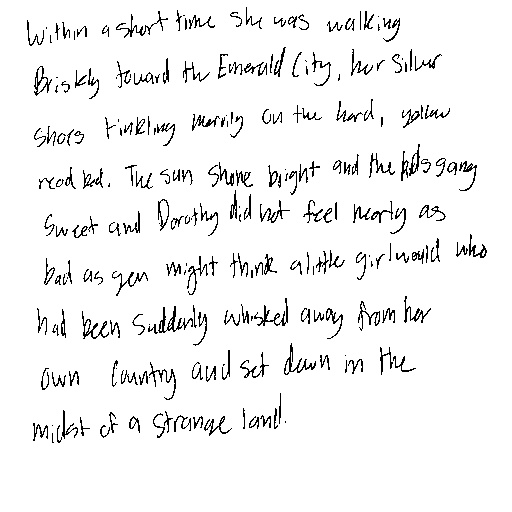 Within a short time she was walking
Briskly toward the Emerald City, her Silver
Shoes tinkling merrily on the hard, yellow
road bed. The sun shone bright and the birds sang
Sweet and Dorothy did not feel nearly as
bad as you might think a little girl would who
had been suddenly whisked away from her
own Country and set down in the
midst of a strange land.